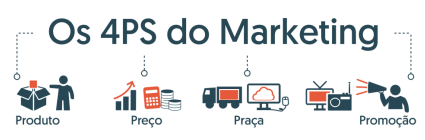 Os 4PS do Marketing
Produto
Preço
Praça
Promoção